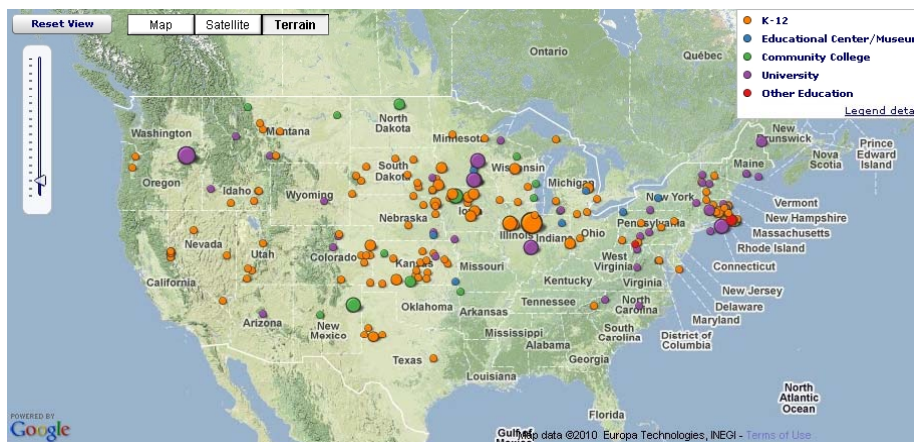 Reset View
Map
Satellite
Terrain
K-12
Educational Center/Museum
Community College
University
Other Education
Legend deta
Ontario
Québec
Washington
Montana
North
Dakota
Minnesota
New
Brunswick
Prince
Edward
Island
Nova
Scotia
Maine
Oregon
Idaho
South
Dakota
Wisconsin
Michigan
New York
Vermont
Wyoming
New Hampshire
Nebraska
Iowa
Pennsylvania
Massachusetts
Nevada
Illinois
Indiana
Ohio
Rhode Island
Utah
Colorado
Kansas
Missouri
West
Virginia
Connecticut
California
Kentucky
Virginia
New Jersey
Oklahoma
Tennessee
North
Carolina
Delaware
Arizona
New
Mexico
Arkansas
Maryland
Mississippi
South
Carolina
District of
Columbia
Alabama
Texas
Georgia
Louisiana
North
Atlantic
Ocean
Florida
POWERED BY
Google
Gulf of
Map data ©2010 Europa Technologies, INEGI - Terms of Use